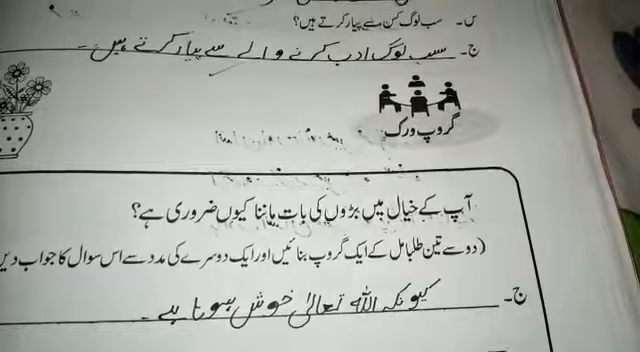 س۔ سب لوگ کس سے پیار کرتے ہیں؟
ج۔ سب لوگ ادب کرنے والے سے پیار کرتے ہیں۔
گروپ ورک
آپ کے خیال میں بڑوں کی بات ماننا کیوں ضروری ہے؟
(دو سے تین طلبا مل کے ایک گروپ بنائیں اور ایک دوسرے کی مدد سے اس سوال کا جواب دیں
ج۔ کیونکہ اللہ تعالیٰ خوش ہوتا ہے۔